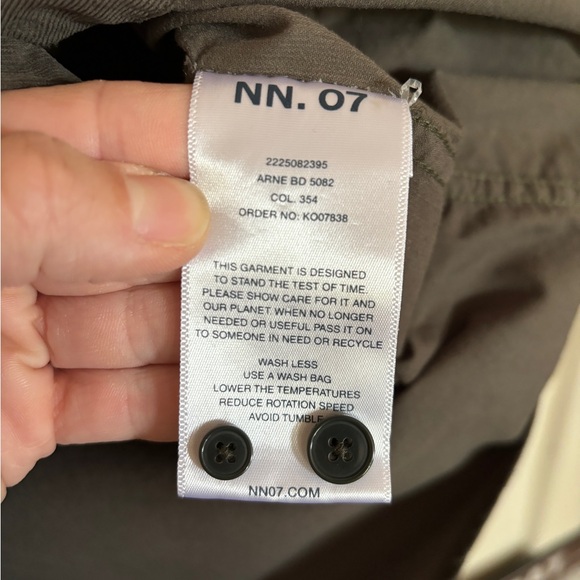 NN. 07
2225082395
ARNE BD 5082
COL. 354
ORDER NO: KO07838
THIS GARMENT IS DESIGNED
TO STAND THE TEST OF TIME.
PLEASE SHOW CARE FOR IT AND
OUR PLANET WHEN NO LONGER
NEEDED OR USEFUL PASS IT ON
TO SOMEONE IN NEED OR RECYCLE
WASH LESS
USE A WASH BAG
LOWER THE TEMPERATURES
REDUCE ROTATION SPEED
AVOID TUMBLE
NN07.COM